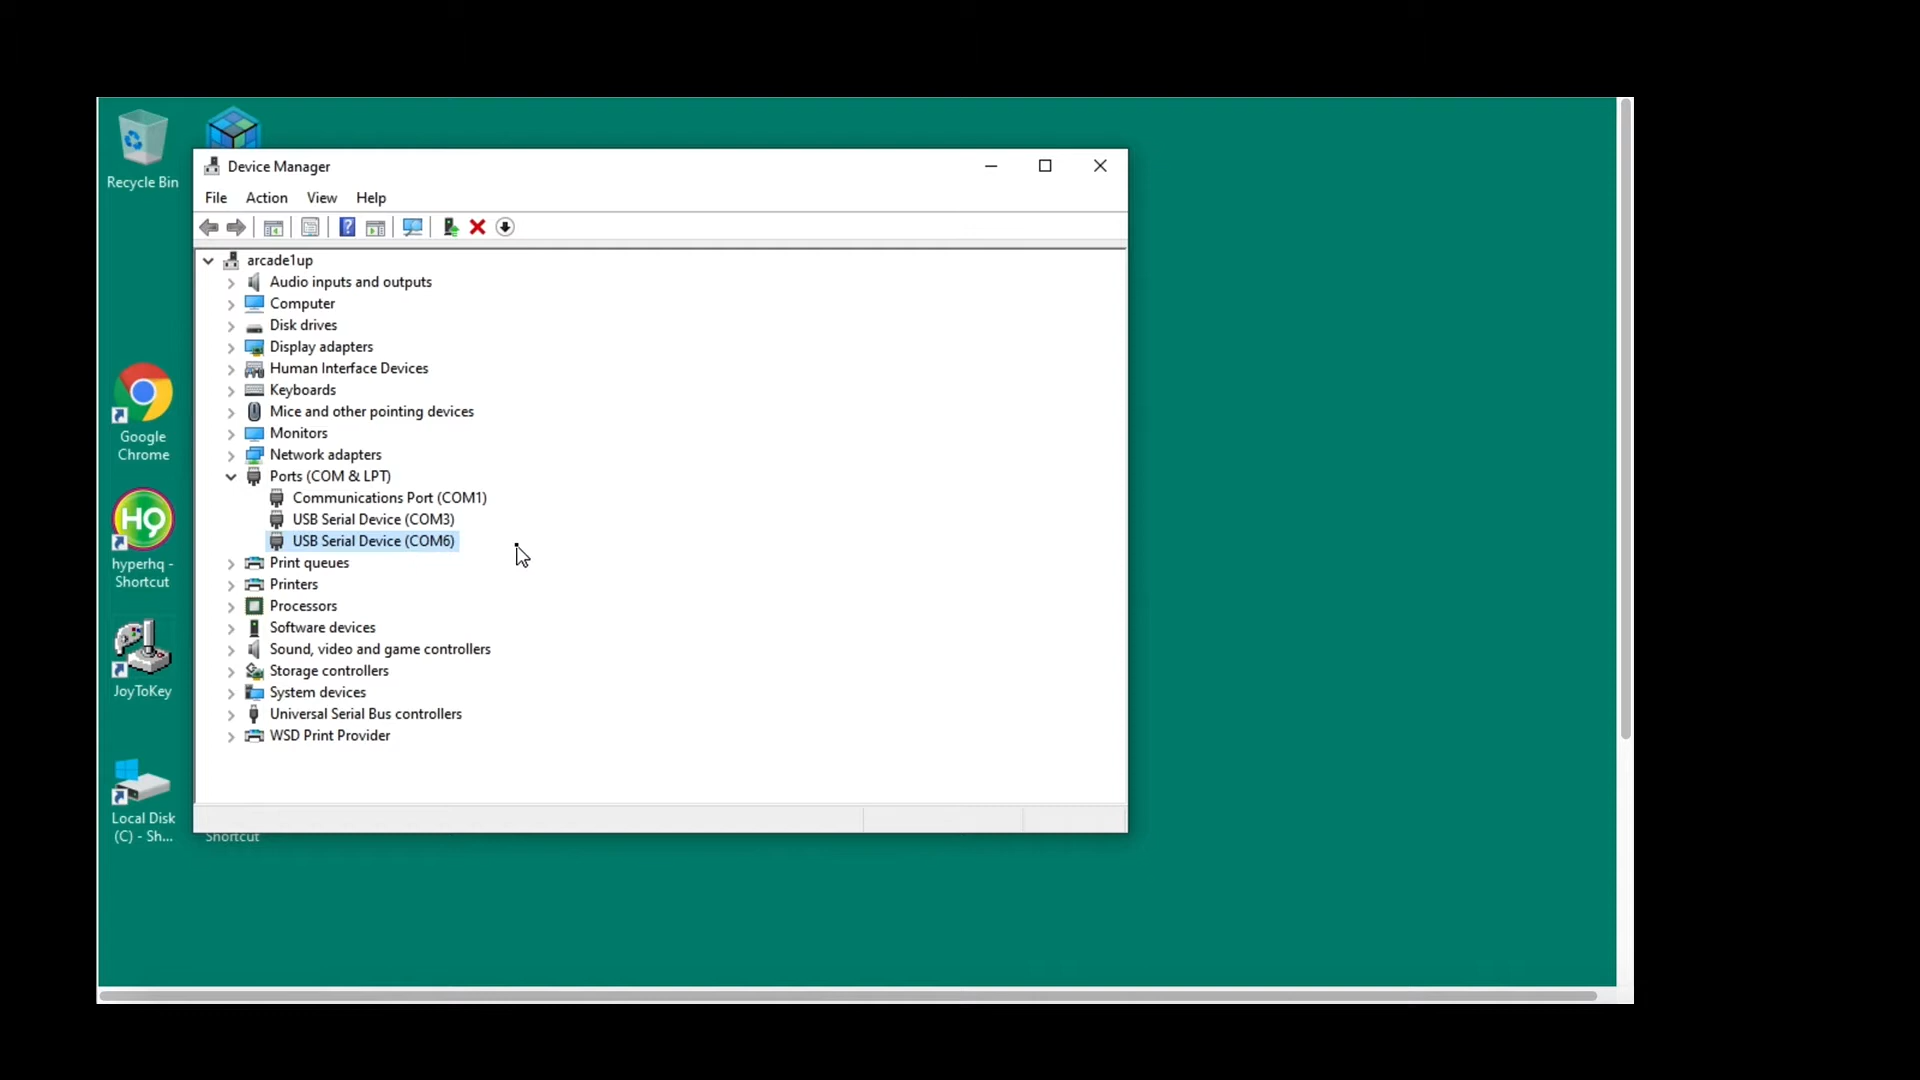 Recycle Bin
Device Manager
File Action View Help
arcade1up
Audio inputs and outputs
Computer
Disk drives
Display adapters
Human Interface Devices
Keyboards
Mice and other pointing devices
Monitors
Network adapters
Ports (COM & LPT)
Communications Port (COM1)
USB Serial Device (COM3)
USB Serial Device (COM6)
Print queues
Printers
Processors
Software devices
Sound, video and game controllers
Storage controllers
System devices
Universal Serial Bus controllers
WSD Print Provider
Google
Chrome
HQ
hyperhq -
Shortcut
JoyToKey
Local Disk
(C) - Sh...
Shortcut